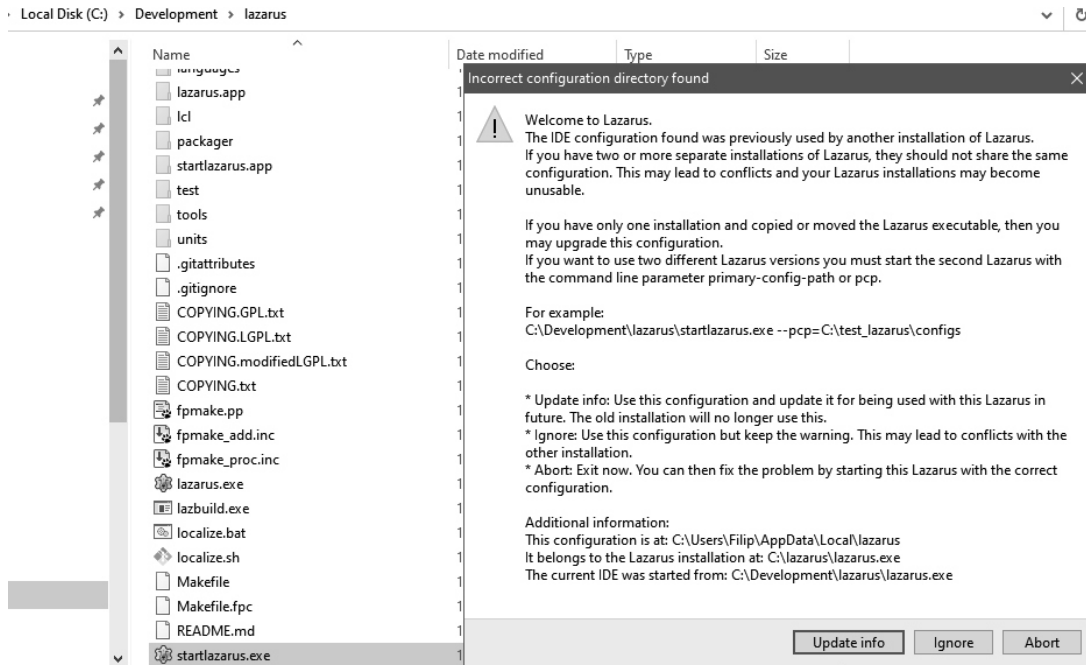 Local Disk (C:) > Development > lazarus
Name
Date modified
Type
Size
languages
lazarus.app
lcl
packager
startlazarus.app
test
tools
units
.gitattributes
.gitignore
COPYING.GPL.txt
COPYING.LGPL.txt
COPYING.modifiedLGPL.txt
COPYING.txt
fpmake.pp
fpmake_add.inc
fpmake_proc.inc
lazarus.exe
lazbuild.exe
localize.bat
localize.sh
Makefile
Makefile.fpc
README.md
startlazarus.exe
Incorrect configuration directory found
Welcome to Lazarus.
The IDE configuration found was previously used by another installation of Lazarus.
If you have two or more separate installations of Lazarus, they should not share the same
configuration. This may lead to conflicts and your Lazarus installations may become
unusable.
If you have only one installation and copied or moved the Lazarus executable, then you
may upgrade this configuration.
If you want to use two different Lazarus versions you must start the second Lazarus with
the command line parameter primary-config-path or pcp.
For example:
C:\Development\lazarus\startlazarus.exe --pcp=C:\test_lazarus\configs
Choose:
* Update info: Use this configuration and update it for being used with this Lazarus in
future. The old installation will no longer use this.
* Ignore: Use this configuration but keep the warning. This may lead to conflicts with the
other installation.
* Abort: Exit now. You can then fix the problem by starting this Lazarus with the correct
configuration.
Additional information:
This configuration is at: C:\Users\Filip\AppData\Local\lazarus
It belongs to the Lazarus installation at: C:\lazarus\lazarus.exe
The current IDE was started from: C:\Development\lazarus\lazarus.exe
Update info
Ignore
Abort